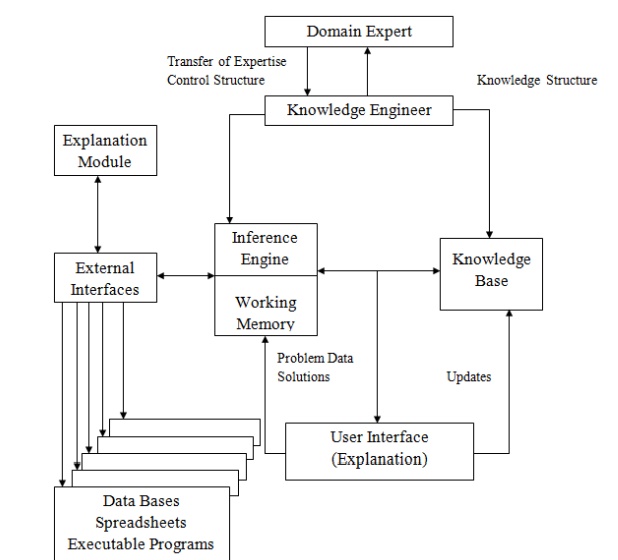 Domain Expert
Transfer of Expertise
Control Structure
Knowledge Structure
Knowledge Engineer
Explanation
Module
Inference
Engine
Knowledge
Base
External
Interfaces
Working
Memory
Problem Data
Solutions
Updates
User Interface
(Explanation)
Data Bases
Spreadsheets
Executable Programs